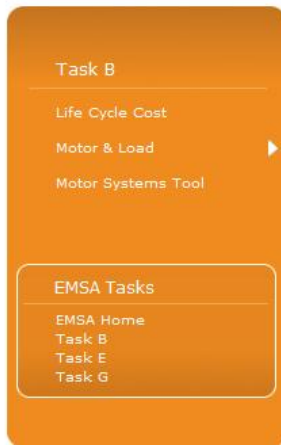 Task B
Life Cycle Cost
Motor & Load
Motor Systems Tool
EMSA Tasks
EMSA Home
Task B
Task E
Task G